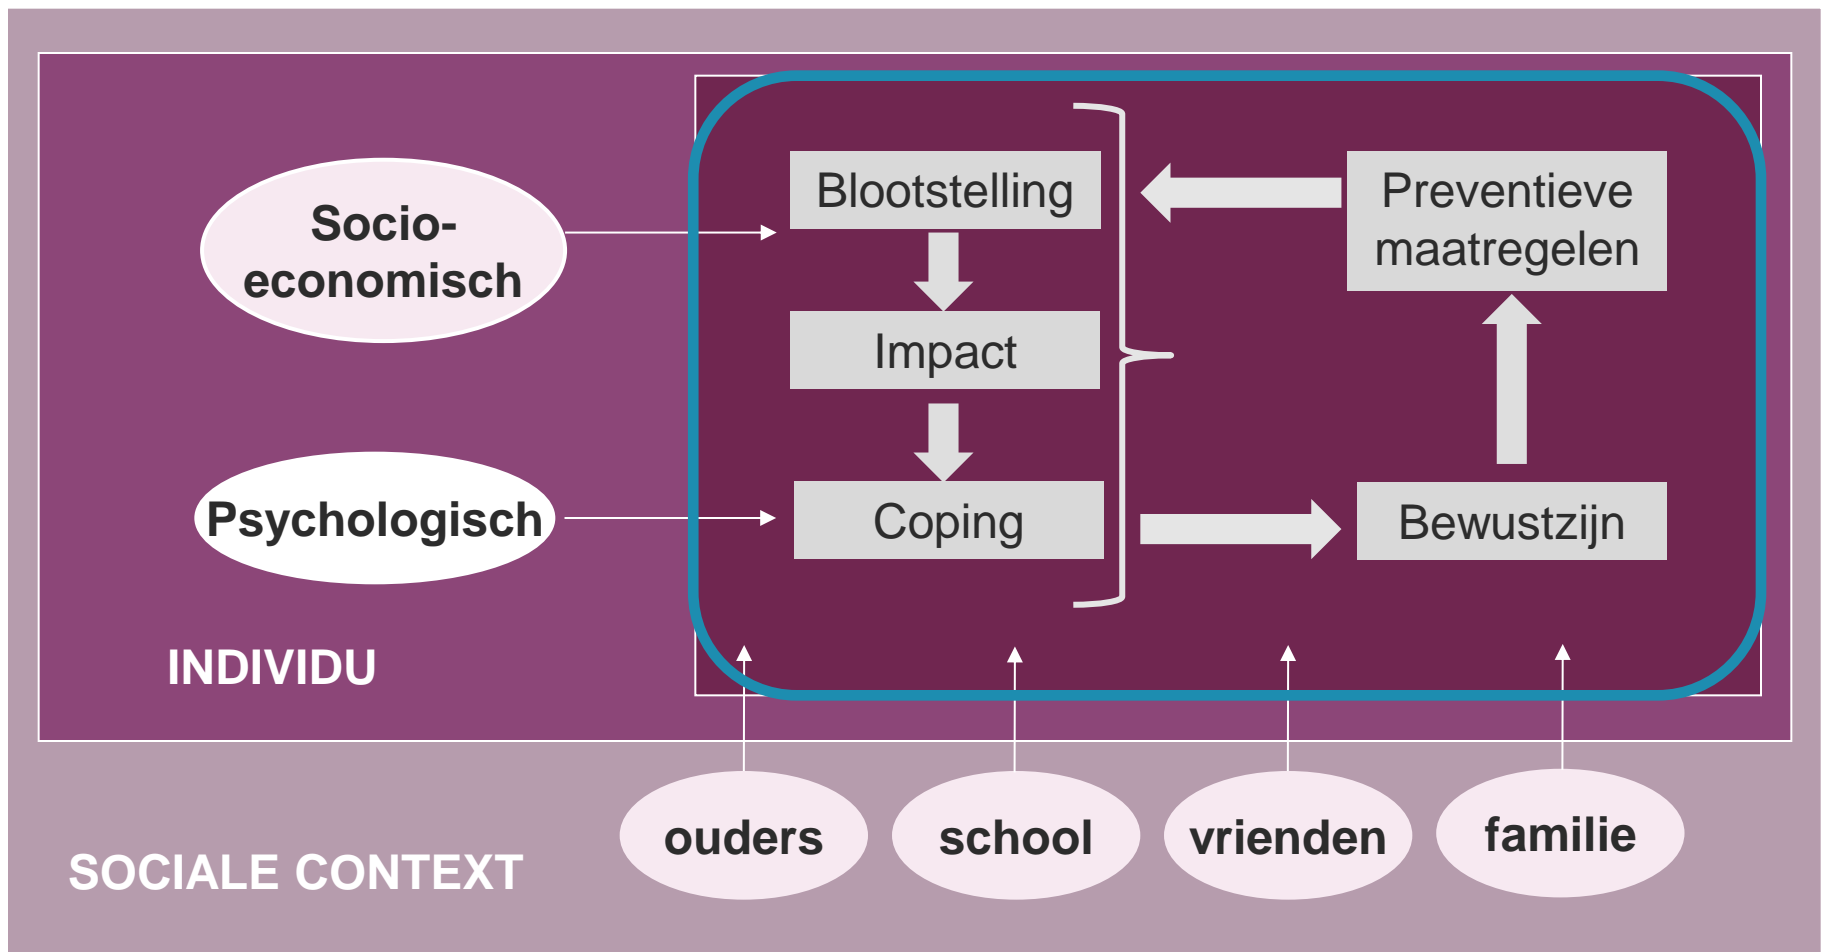 Socio-
economisch
Psychologisch
INDIVIDU
Blootstelling
Impact
Coping
Preventieve
maatregelen
Bewustzijn
ouders
school
vrienden
familie
SOCIALE CONTEXT